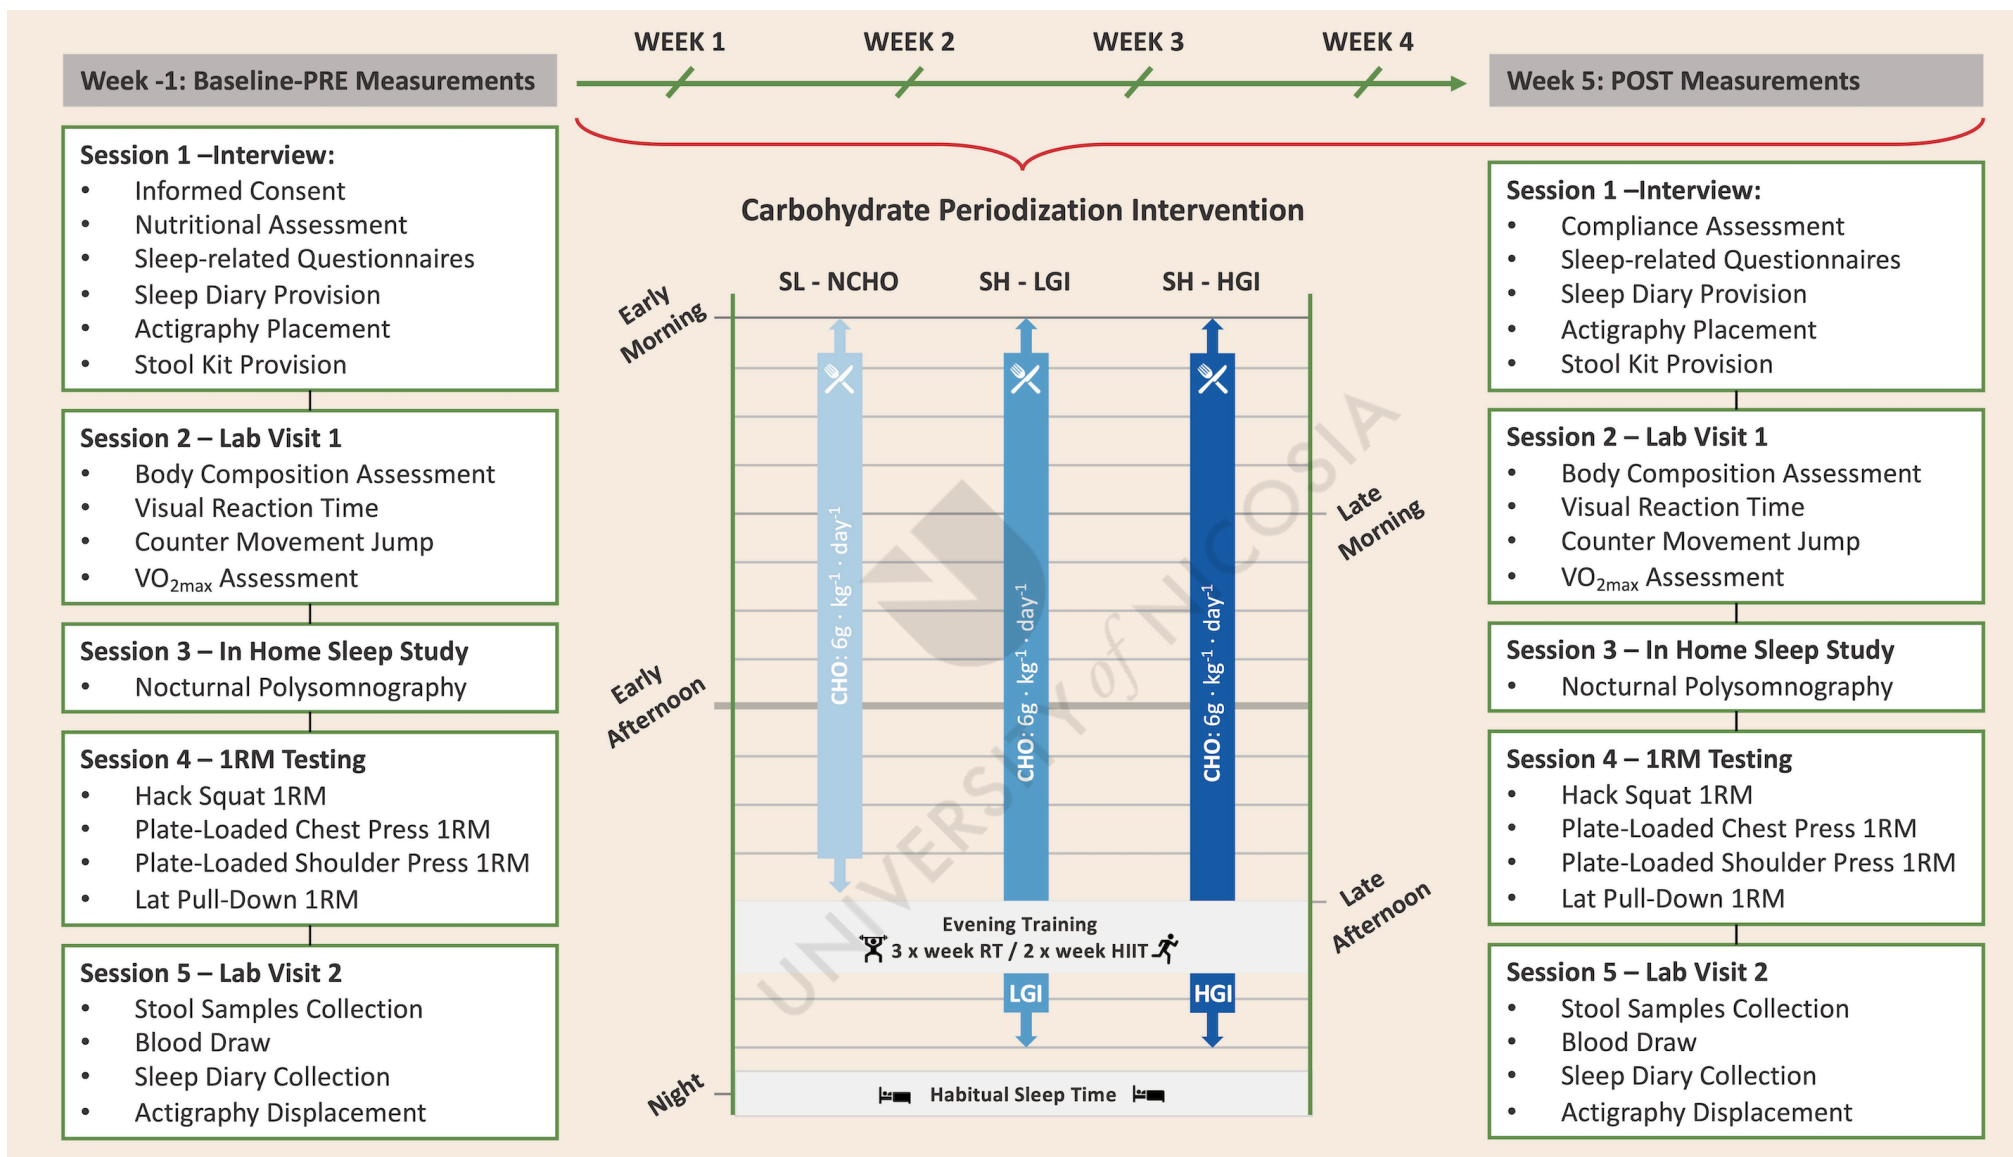 WEEK 1
WEEK 2
WEEK 3
WEEK 4
Week -1: Baseline-PRE Measurements
Week 5: POST Measurements
Session 1 –Interview:
• Informed Consent
• Nutritional Assessment
• Sleep-related Questionnaires
• Sleep Diary Provision
• Actigraphy Placement
• Stool Kit Provision
Session 2 – Lab Visit 1
• Body Composition Assessment
• Visual Reaction Time
• Counter Movement Jump
• VO2max Assessment
Session 3 – In Home Sleep Study
• Nocturnal Polysomnography
Session 4 – 1RM Testing
• Hack Squat 1RM
• Plate-Loaded Chest Press 1RM
• Plate-Loaded Shoulder Press 1RM
• Lat Pull-Down 1RM
Session 5 – Lab Visit 2
• Stool Samples Collection
• Blood Draw
• Sleep Diary Collection
• Actigraphy Displacement
Carbohydrate Periodization Intervention
SL - NCHO
SH - LGI
SH - HGI
Early
Morning
Late
Morning
Early
Afternoon
Late
Afternoon
Night
CHO: 6g · kg-1 · day-1
CHO: 6g · kg-1 · day-1
CHO: 6g · kg-1 · day-1
Evening Training
3 x week RT / 2 x week HIIT
LGI
HGI
Habitual Sleep Time
UNIVERSITY of NICOSIA
Session 1 –Interview:
• Compliance Assessment
• Sleep-related Questionnaires
• Sleep Diary Provision
• Actigraphy Placement
• Stool Kit Provision
Session 2 – Lab Visit 1
• Body Composition Assessment
• Visual Reaction Time
• Counter Movement Jump
• VO2max Assessment
Session 3 – In Home Sleep Study
• Nocturnal Polysomnography
Session 4 – 1RM Testing
• Hack Squat 1RM
• Plate-Loaded Chest Press 1RM
• Plate-Loaded Shoulder Press 1RM
• Lat Pull-Down 1RM
Session 5 – Lab Visit 2
• Stool Samples Collection
• Blood Draw
• Sleep Diary Collection
• Actigraphy Displacement